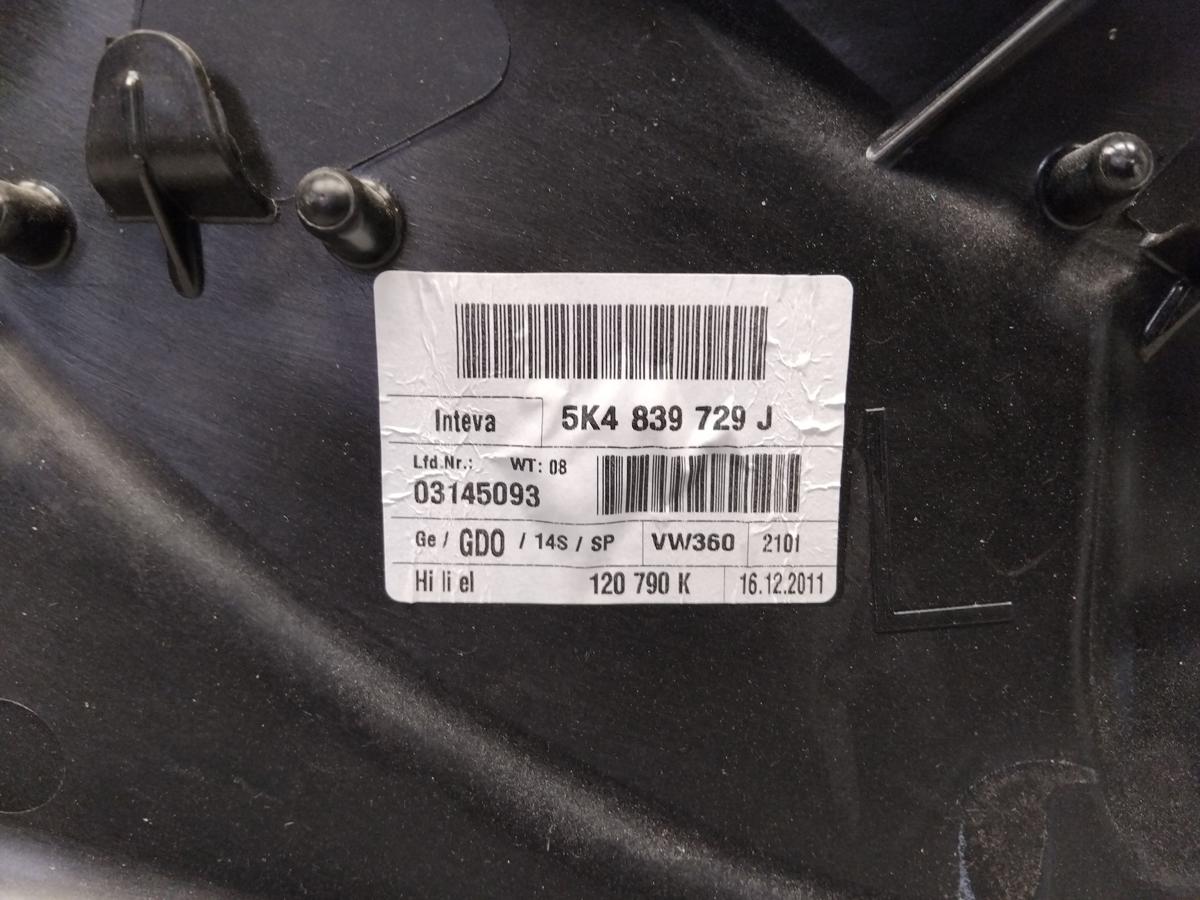 Inteva 5K4 839 729 J
Lfd.Nr.: WT: 08
03145093
Ge / GDO / 14S / SP VW360 2101
Hi li el 120 790 K 16.12.2011
L